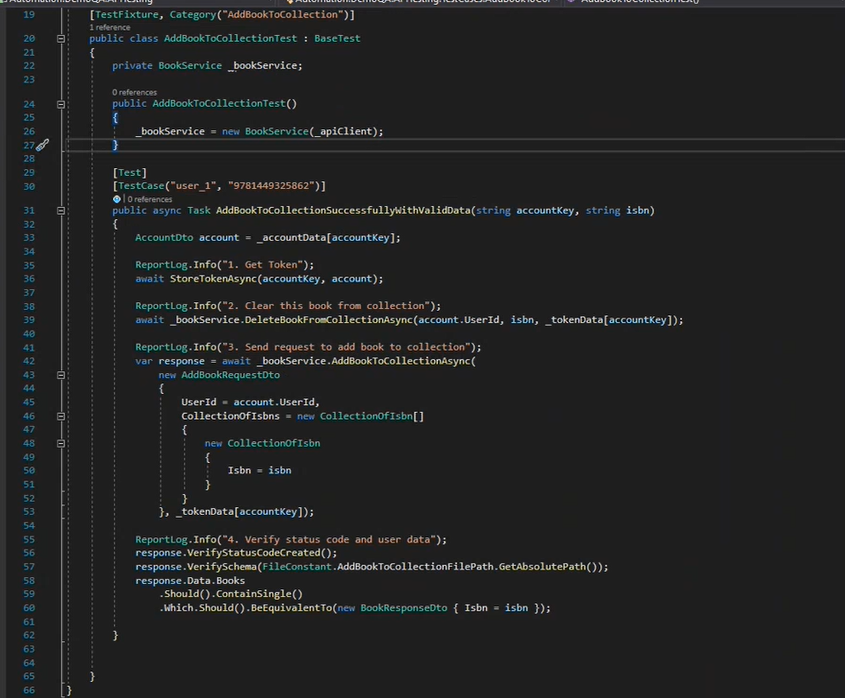 19 [TestFixture, Category("AddBookToCollection")]
1 reference
20 public class AddBookToCollectionTest : BaseTest
21 {
22 private BookService _bookService;
23
0 references
24 public AddBookToCollectionTest()
25 {
26 _bookService = new BookService(_apiClient);
27 }
28
29 [Test]
30 [TestCase("user_1", "9781449325862")]
0 references
31 public async Task AddBookToCollectionSuccessfullyWithValidData(string accountKey, string isbn)
32 {
33 AccountDto account = _accountData[accountKey];
34
35 ReportLog.Info("1. Get Token");
36 await StoreTokenAsync(accountKey, account);
37
38 ReportLog.Info("2. Clear this book from collection");
39 await _bookService.DeleteBookFromCollectionAsync(account.UserId, isbn, _tokenData[accountKey]);
40
41 ReportLog.Info("3. Send request to add book to collection");
42 var response = await _bookService.AddBookToCollectionAsync(
43 new AddBookRequestDto
44 {
45 UserId = account.UserId,
46 CollectionOfIsbns = new CollectionOfIsbn[]
47 {
48 new CollectionOfIsbn
49 {
50 Isbn = isbn
51 }
52 }
53 }, _tokenData[accountKey]);
54
55 ReportLog.Info("4. Verify status code and user data");
56 response.VerifyStatusCodeCreated();
57 response.VerifySchema(FileConstant.AddBookToCollectionFilePath.GetAbsolutePath());
58 response.Data.Books
59 .Should().ContainSingle()
60 .Which.Should().BeEquivalentTo(new BookResponseDto { Isbn = isbn });
61
62 }
63
64
65 }
66 }